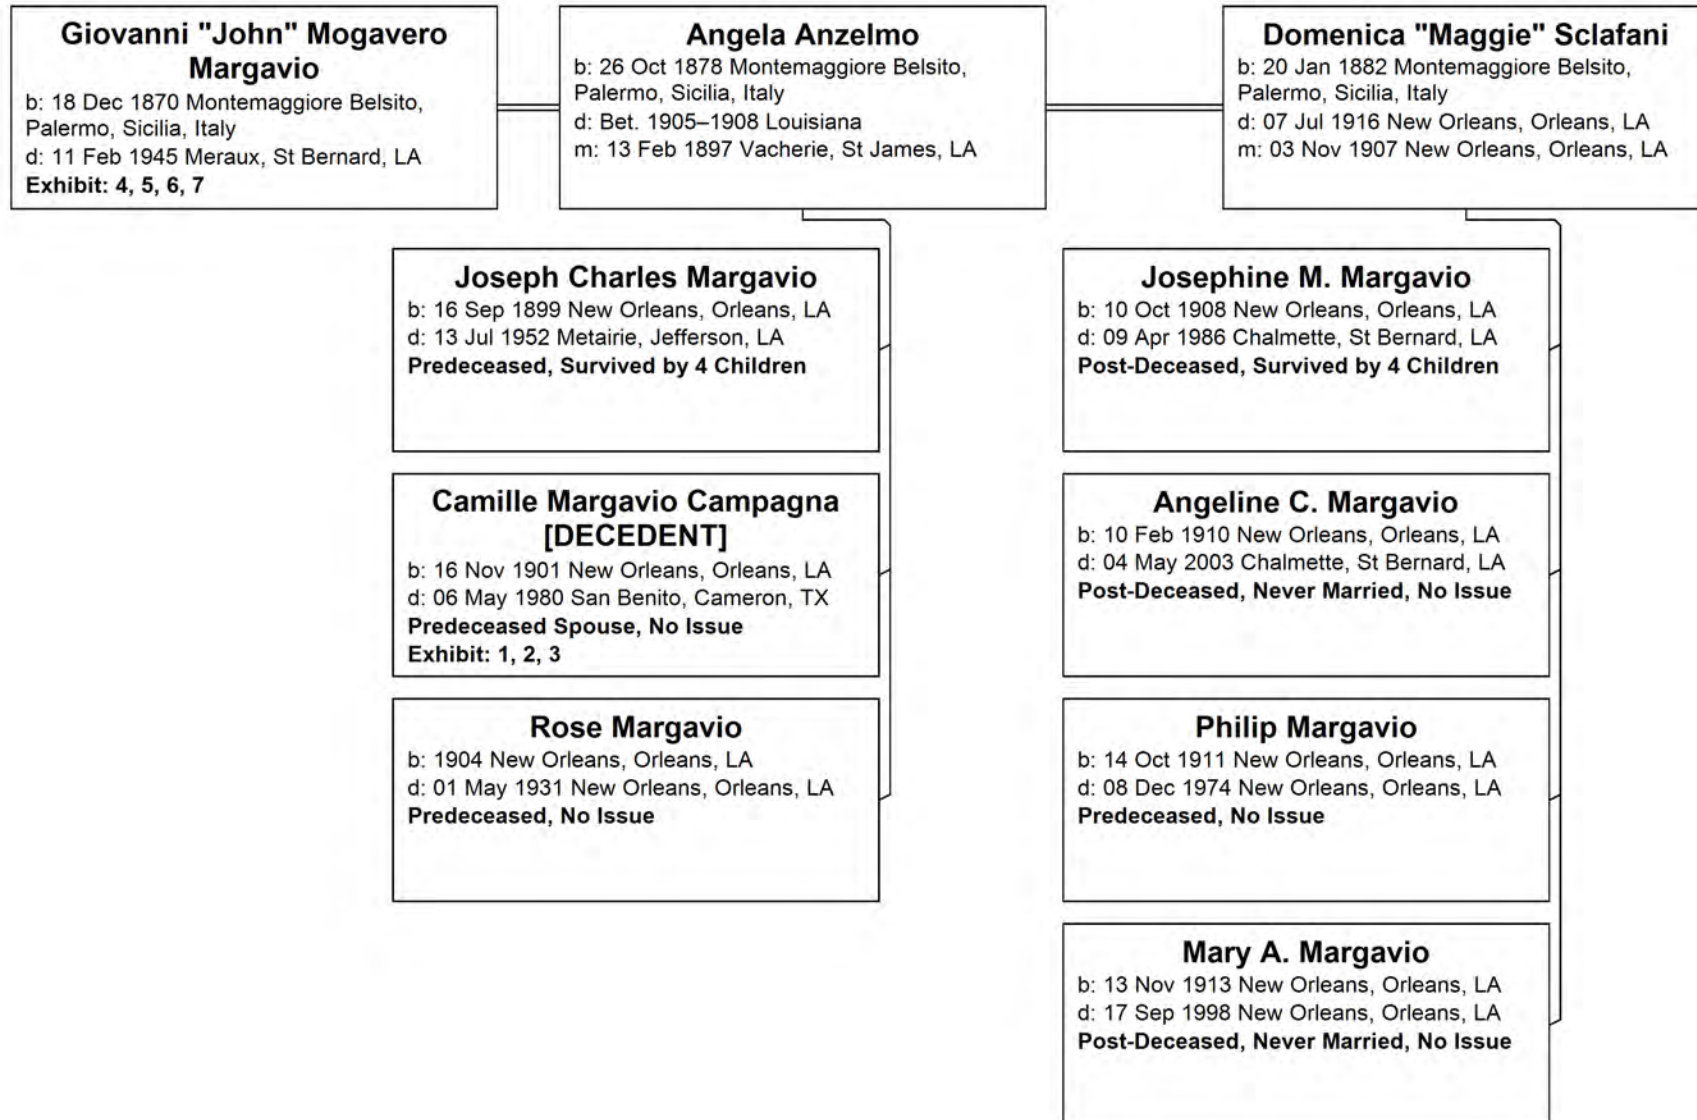 Giovanni "John" Mogavero
Margavio
b: 18 Dec 1870 Montemaggiore Belsito,
Palermo, Sicilia, Italy
d: 11 Feb 1945 Meraux, St Bernard, LA
Exhibit: 4, 5, 6, 7
Angela Anzelmo
b: 26 Oct 1878 Montemaggiore Belsito,
Palermo, Sicilia, Italy
d: Bet. 1905–1908 Louisiana
m: 13 Feb 1897 Vacherie, St James, LA
Domenica "Maggie" Sclafani
b: 20 Jan 1882 Montemaggiore Belsito,
Palermo, Sicilia, Italy
d: 07 Jul 1916 New Orleans, Orleans, LA
m: 03 Nov 1907 New Orleans, Orleans, LA
Joseph Charles Margavio
b: 16 Sep 1899 New Orleans, Orleans, LA
d: 13 Jul 1952 Metairie, Jefferson, LA
Predeceased, Survived by 4 Children
Camille Margavio Campagna
[DECEDENT]
b: 16 Nov 1901 New Orleans, Orleans, LA
d: 06 May 1980 San Benito, Cameron, TX
Predeceased Spouse, No Issue
Exhibit: 1, 2, 3
Rose Margavio
b: 1904 New Orleans, Orleans, LA
d: 01 May 1931 New Orleans, Orleans, LA
Predeceased, No Issue
Josephine M. Margavio
b: 10 Oct 1908 New Orleans, Orleans, LA
d: 09 Apr 1986 Chalmette, St Bernard, LA
Post-Deceased, Survived by 4 Children
Angeline C. Margavio
b: 10 Feb 1910 New Orleans, Orleans, LA
d: 04 May 2003 Chalmette, St Bernard, LA
Post-Deceased, Never Married, No Issue
Philip Margavio
b: 14 Oct 1911 New Orleans, Orleans, LA
d: 08 Dec 1974 New Orleans, Orleans, LA
Predeceased, No Issue
Mary A. Margavio
b: 13 Nov 1913 New Orleans, Orleans, LA
d: 17 Sep 1998 New Orleans, Orleans, LA
Post-Deceased, Never Married, No Issue